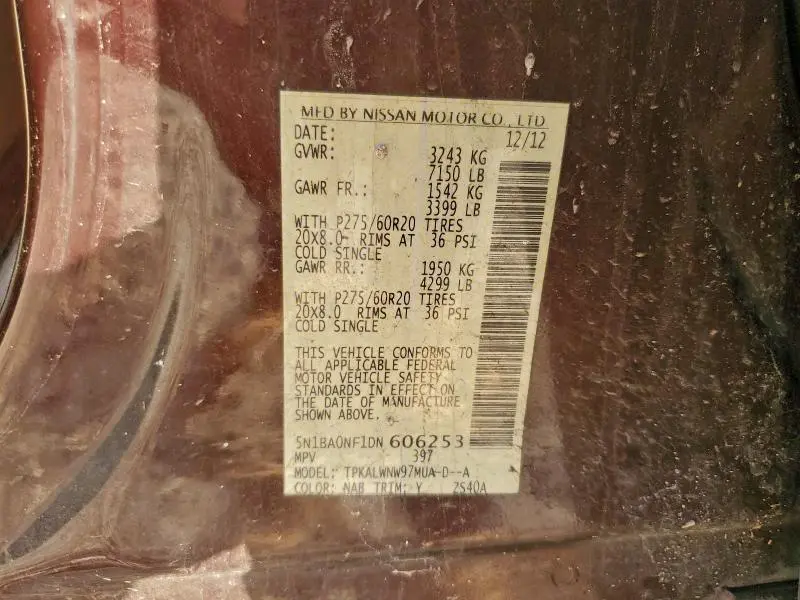 MFD BY NISSAN MOTOR CO., LTD
DATE: 12/12
GVWR: 3243 KG
7150 LB
GAWR FR.: 1542 KG
3399 LB
WITH P275/60R20 TIRES
20X8.0 RIMS AT 36 PSI
COLD SINGLE
GAWR RR.: 1950 KG
4299 LB
WITH P275/60R20 TIRES
20X8.0 RIMS AT 36 PSI
COLD SINGLE
THIS VEHICLE CONFORMS TO
ALL APPLICABLE FEDERAL
MOTOR VEHICLE SAFETY
STANDARDS IN EFFECT ON
THE DATE OF MANUFACTURE
SHOWN ABOVE.
5N1BA0NF1DN 606253
MPV 397
MODEL: TPKALWNW97MUA-D--A
COLOR: NAB TRIM: Y ZS40A